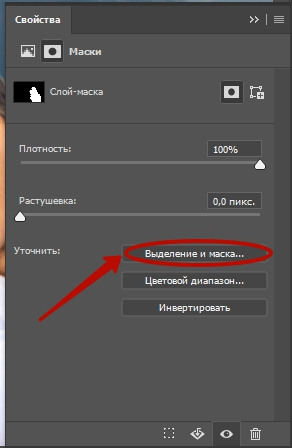 Свойства
Маски
Слой-маска
Плотность: 100%
Растушевка: 0,0 пикс.
Уточнить: Выделение и маска...
Цветовой диапазон...
Инвертировать